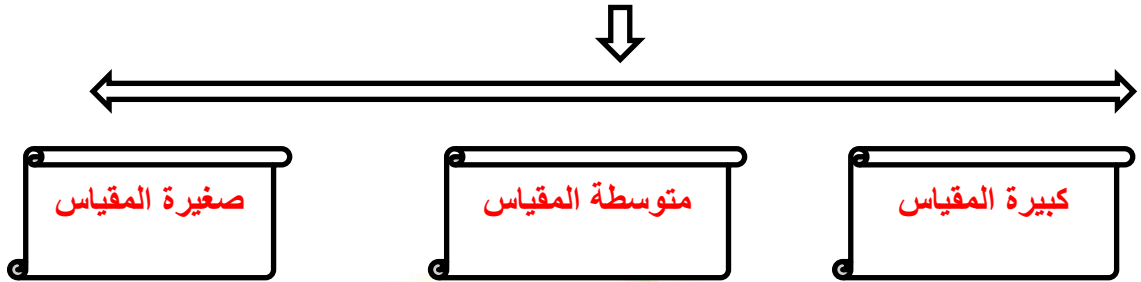 كبيرة المقياس
متوسطة المقياس
صغيرة المقياس